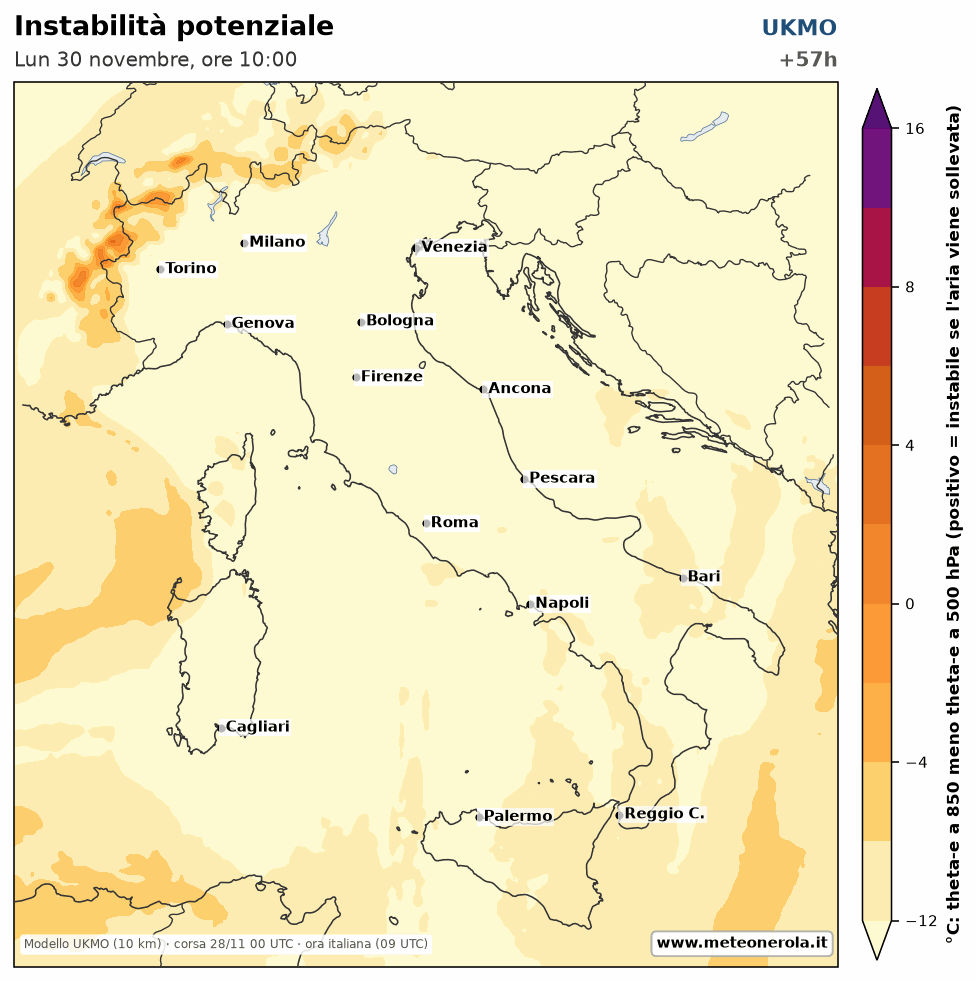 Instabilità potenziale
UKMO
Lun 30 novembre, ore 10:00
+57h
Milano
Venezia
Torino
Genova
Bologna
Firenze
Ancona
Pescara
Roma
Bari
Napoli
Cagliari
Palermo
Reggio C.
16
8
4
0
−4
−12
°C: theta-e a 850 meno theta-e a 500 hPa (positivo = instabile se l'aria viene sollevata)
Modello UKMO (10 km) · corsa 28/11 00 UTC · ora italiana (09 UTC)
www.meteonerola.it